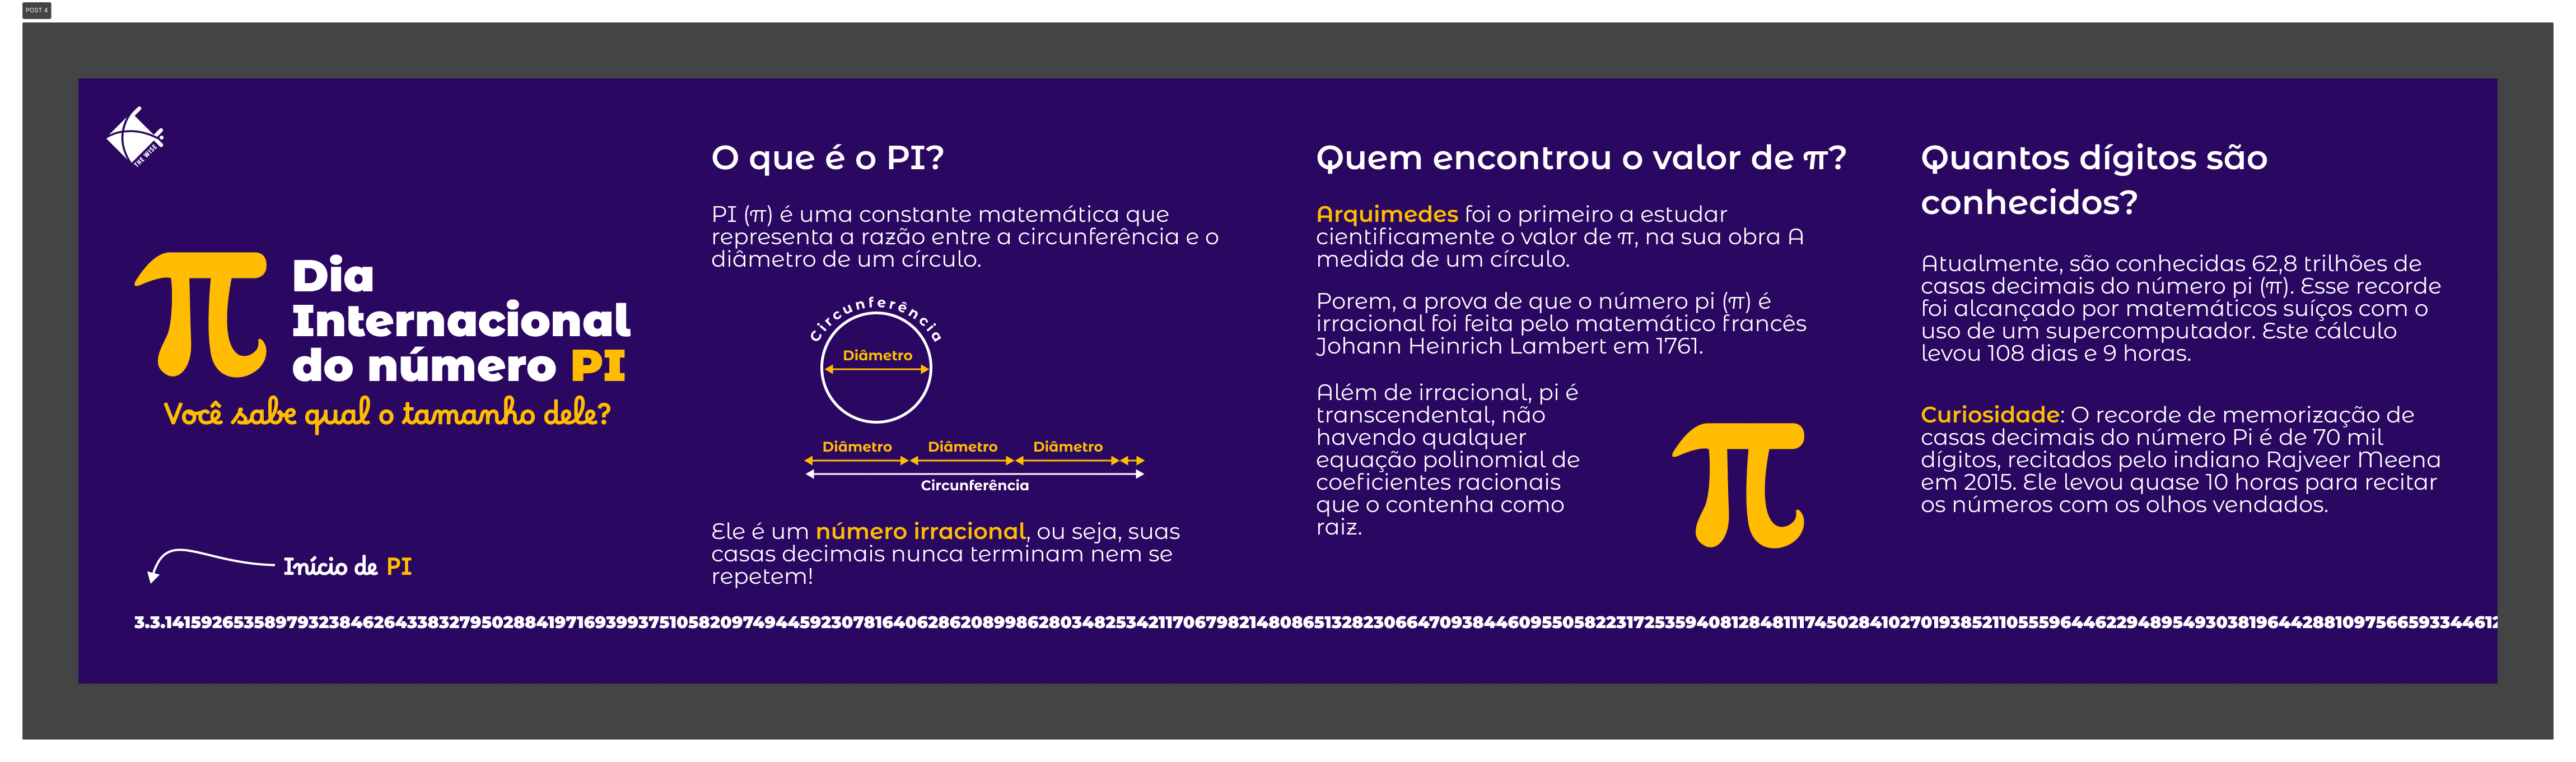 POST 4
THE WISE
π Dia
Internacional
do número PI
Você sabe qual o tamanho dele?
Início de PI
O que é o PI?
PI (π) é uma constante matemática que
representa a razão entre a circunferência e o
diâmetro de um círculo.
Circunferência
Diâmetro
Diâmetro Diâmetro Diâmetro
Circunferência
Ele é um número irracional, ou seja, suas
casas decimais nunca terminam nem se
repetem!
Quem encontrou o valor de π?
Arquimedes foi o primeiro a estudar
cientificamente o valor de π, na sua obra A
medida de um círculo.
Porem, a prova de que o número pi (π) é
irracional foi feita pelo matemático francês
Johann Heinrich Lambert em 1761.
Além de irracional, pi é
transcendental, não
havendo qualquer
equação polinomial de
coeficientes racionais
que o contenha como
raiz.
π
Quantos dígitos são
conhecidos?
Atualmente, são conhecidas 62,8 trilhões de
casas decimais do número pi (π). Esse recorde
foi alcançado por matemáticos suíços com o
uso de um supercomputador. Este cálculo
levou 108 dias e 9 horas.
Curiosidade: O recorde de memorização de
casas decimais do número Pi é de 70 mil
dígitos, recitados pelo indiano Rajveer Meena
em 2015. Ele levou quase 10 horas para recitar
os números com os olhos vendados.
3.3.14159265358979323846264338327950288419716939937510582097494459230781640628620899862803482534211706798214808651328230664709384460955058223172535940812848111745028410270193852110555964462294895493038196442881097566593344612